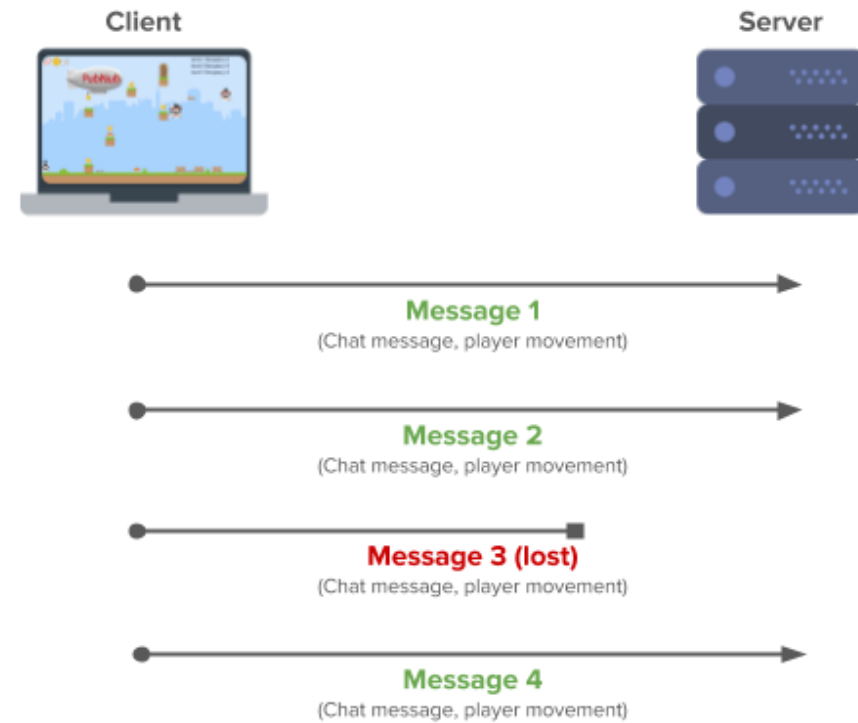 Client
Server
PubNub
Message 1
(Chat message, player movement)
Message 2
(Chat message, player movement)
Message 3 (lost)
(Chat message, player movement)
Message 4
(Chat message, player movement)